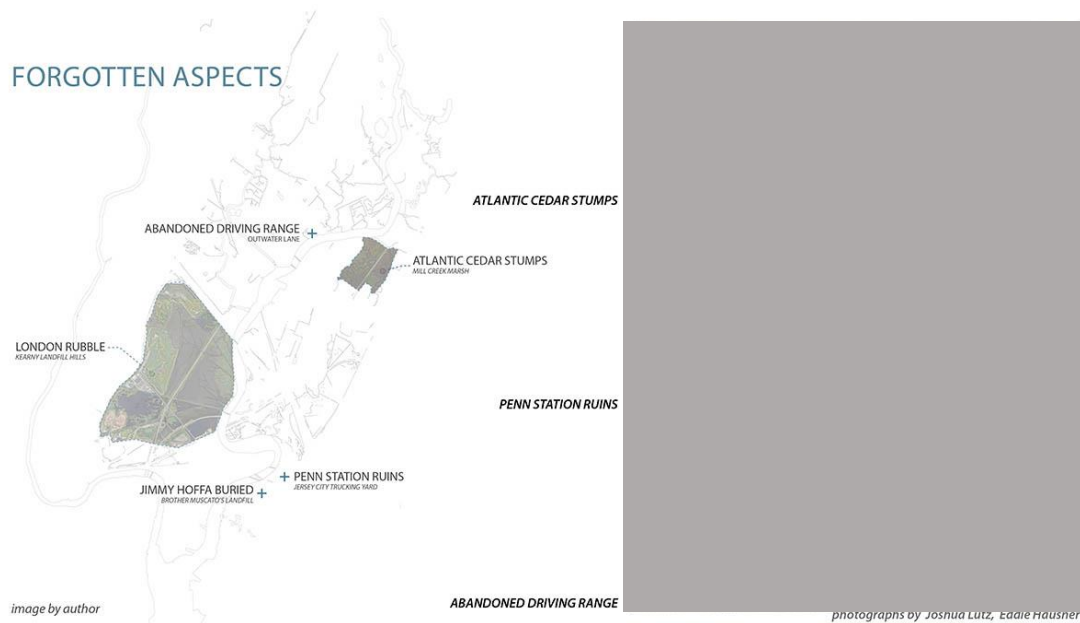 FORGOTTEN ASPECTS
ATLANTIC CEDAR STUMPS
ABANDONED DRIVING RANGE
OUTWATER LANE
ATLANTIC CEDAR STUMPS
MILL CREEK MARSH
LONDON RUBBLE
KEARNY LANDFILL HILLS
PENN STATION RUINS
PENN STATION RUINS
JERSEY CITY TRUCKING YARD
JIMMY HOFFA BURIED
BROTHER MUSCATO'S LANDFILL
ABANDONED DRIVING RANGE
image by author
photographs by Joshua Lutz, Eddie Hausner